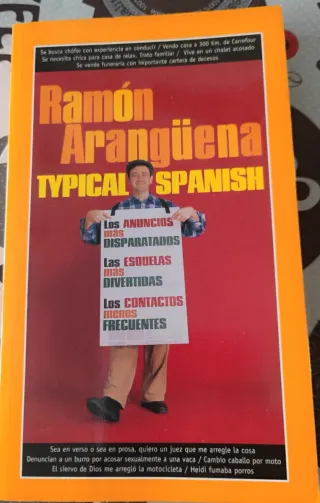 Se busca chófer con experiencia en conducir / Vendo casa a 300 Km. de Carrefour
Se necesita chica para casa de relax. Trato familiar / Vive en un chalet acosado
Se vende funeraria con importante cartera de decesos
Ramón
Arangüena
TYPICAL SPANISH
Los ANUNCIOS
más
DISPARATADOS
Las ESQUELAS
más
DIVERTIDAS
Los CONTACTOS
menos
FRECUENTES
Sea en verso o sea en prosa, quiero un juez que me arregle la cosa
Denuncian a un burro por acosar sexualmente a una vaca / Cambio caballo por moto
El siervo de Dios me arregló la motocicleta / Heidi fumaba porros